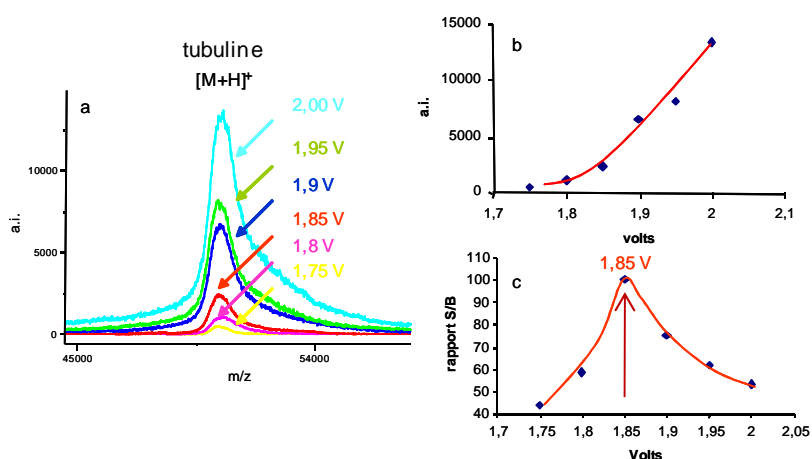 tubuline
[M+H]+
a
2,00 V
1,95 V
1,9 V
1,85 V
1,8 V
1,75 V
10000
5000
0
a.i.
45000 54000
m/z
b
15000
10000
5000
0
a.i.
1,7 1,8 1,9 2 2,1
volts
1,85 V
c
100
90
80
70
60
50
40
rapport S/B
1,7 1,75 1,8 1,85 1,9 1,95 2 2,05
Volts